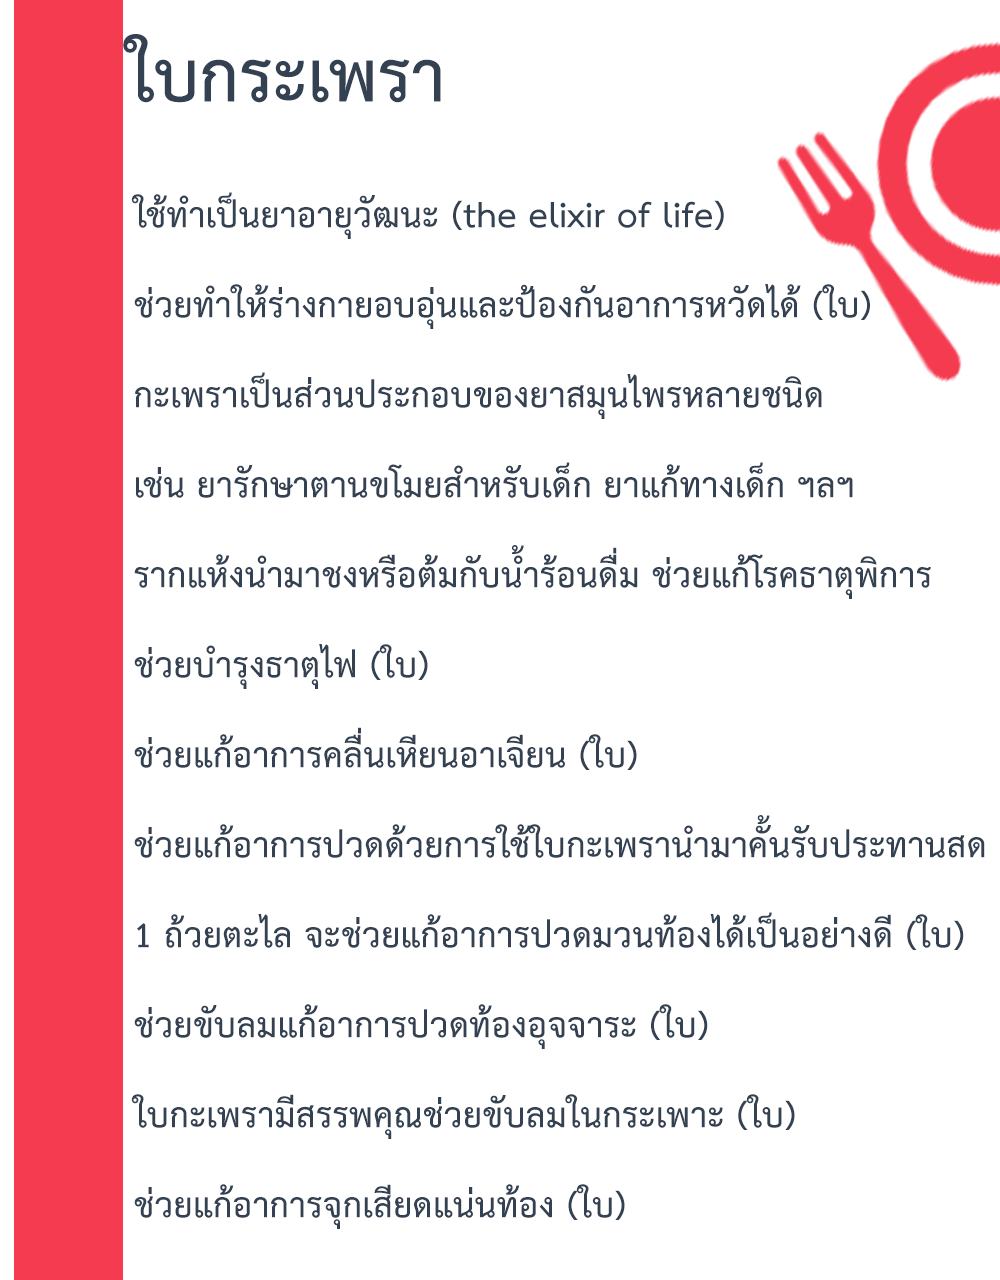 ใบกระเพรา
ใช้ทำเป็นยาอายุวัฒนะ (the elixir of life)
ช่วยทำให้ร่างกายอบอุ่นและป้องกันอาการหวัดได้ (ใบ)
กะเพราเป็นส่วนประกอบของยาสมุนไพรหลายชนิด
เช่น ยารักษาตานขโมยสำหรับเด็ก ยาแก้ทางเด็ก ฯลฯ
รากแห้งนำมาชงหรือต้มกับน้ำร้อนดื่ม ช่วยแก้โรคธาตุพิการ
ช่วยบำรุงธาตุไฟ (ใบ)
ช่วยแก้อาการคลื่นเหียนอาเจียน (ใบ)
ช่วยแก้อาการปวดด้วยการใช้ใบกะเพรานำมาคั้นรับประทานสด
1 ถ้วยตะไล จะช่วยแก้อาการปวดมวนท้องได้เป็นอย่างดี (ใบ)
ช่วยขับลมแก้อาการปวดท้องอุจจาระ (ใบ)
ใบกะเพรามีสรรพคุณช่วยขับลมในกระเพาะ (ใบ)
ช่วยแก้อาการจุกเสียดแน่นท้อง (ใบ)